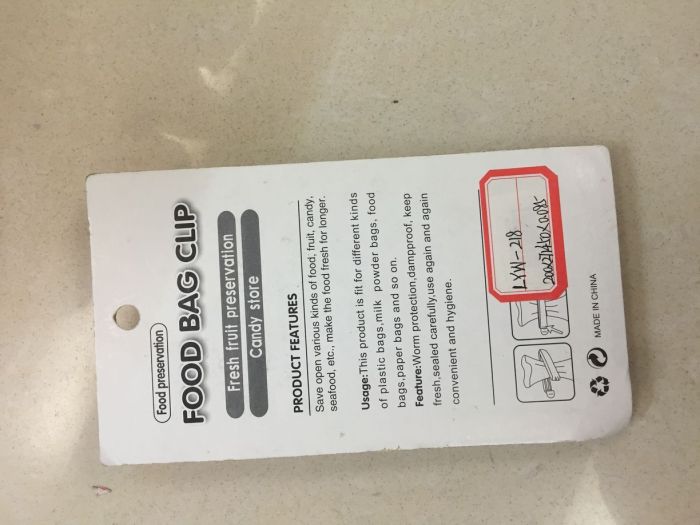 Food preservation
FOOD BAG CLIP
Fresh fruit preservation
Candy store
PRODUCT FEATURES
Save open various kinds of food, fruit, candy,
seafood, etc., make the food fresh for longer.
Usage:This product is fit for different kinds
of plastic bags,milk powder bags, food
bags,paper bags and so on.
Feature:Worm protection,dampproof, keep
fresh,sealed carefully,use again and again
convenient and hygiene.
LYW-218
MADE IN CHINA